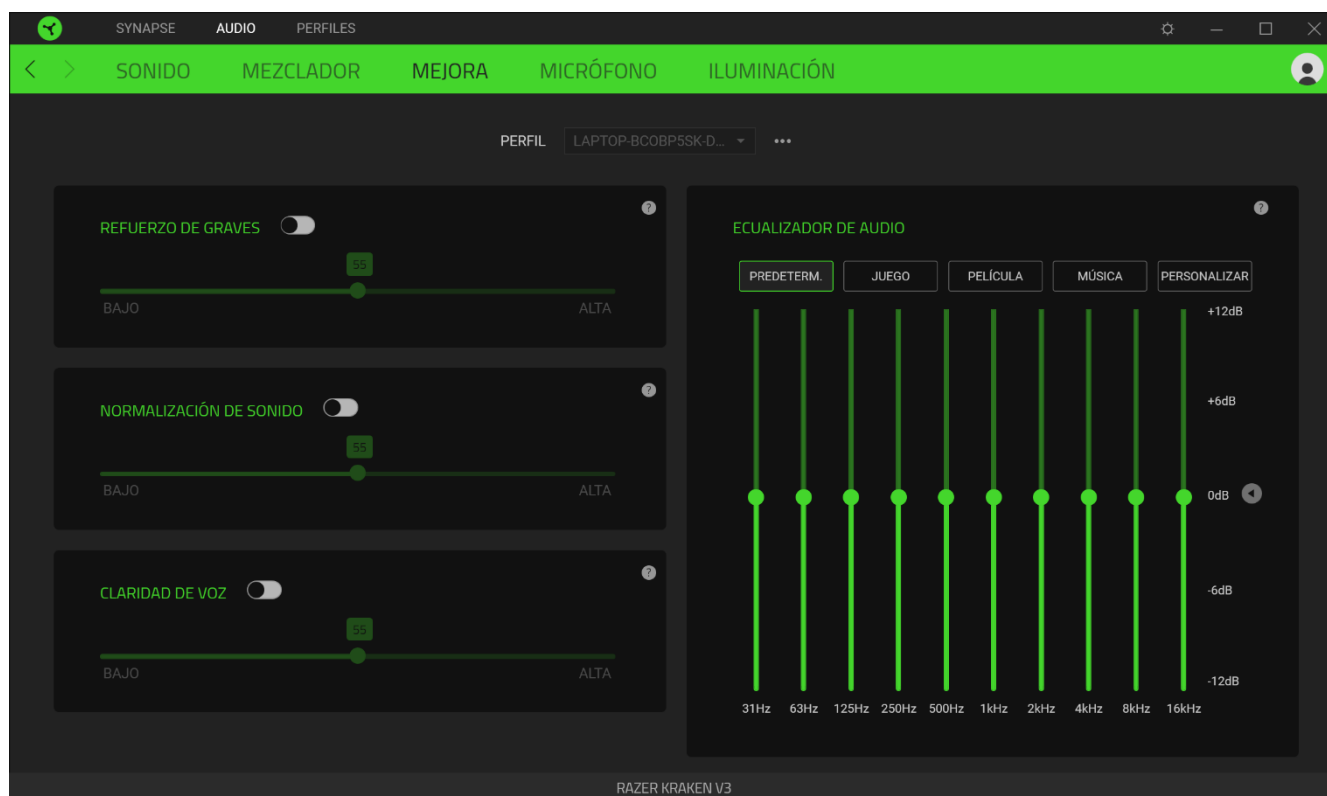 SYNAPSE AUDIO PERFILES
SONIDO MEZCLADOR MEJORA MICRÓFONO ILUMINACIÓN
PERFIL LAPTOP-BCOBP5SK-D...
REFUERZO DE GRAVES
55
BAJO ALTA
NORMALIZACIÓN DE SONIDO
55
BAJO ALTA
CLARIDAD DE VOZ
55
BAJO ALTA
ECUALIZADOR DE AUDIO
PREDETERM. JUEGO PELÍCULA MÚSICA PERSONALIZAR
+12dB
+6dB
0dB
-6dB
-12dB
31Hz 63Hz 125Hz 250Hz 500Hz 1kHz 2kHz 4kHz 8kHz 16kHz
RAZER KRAKEN V3